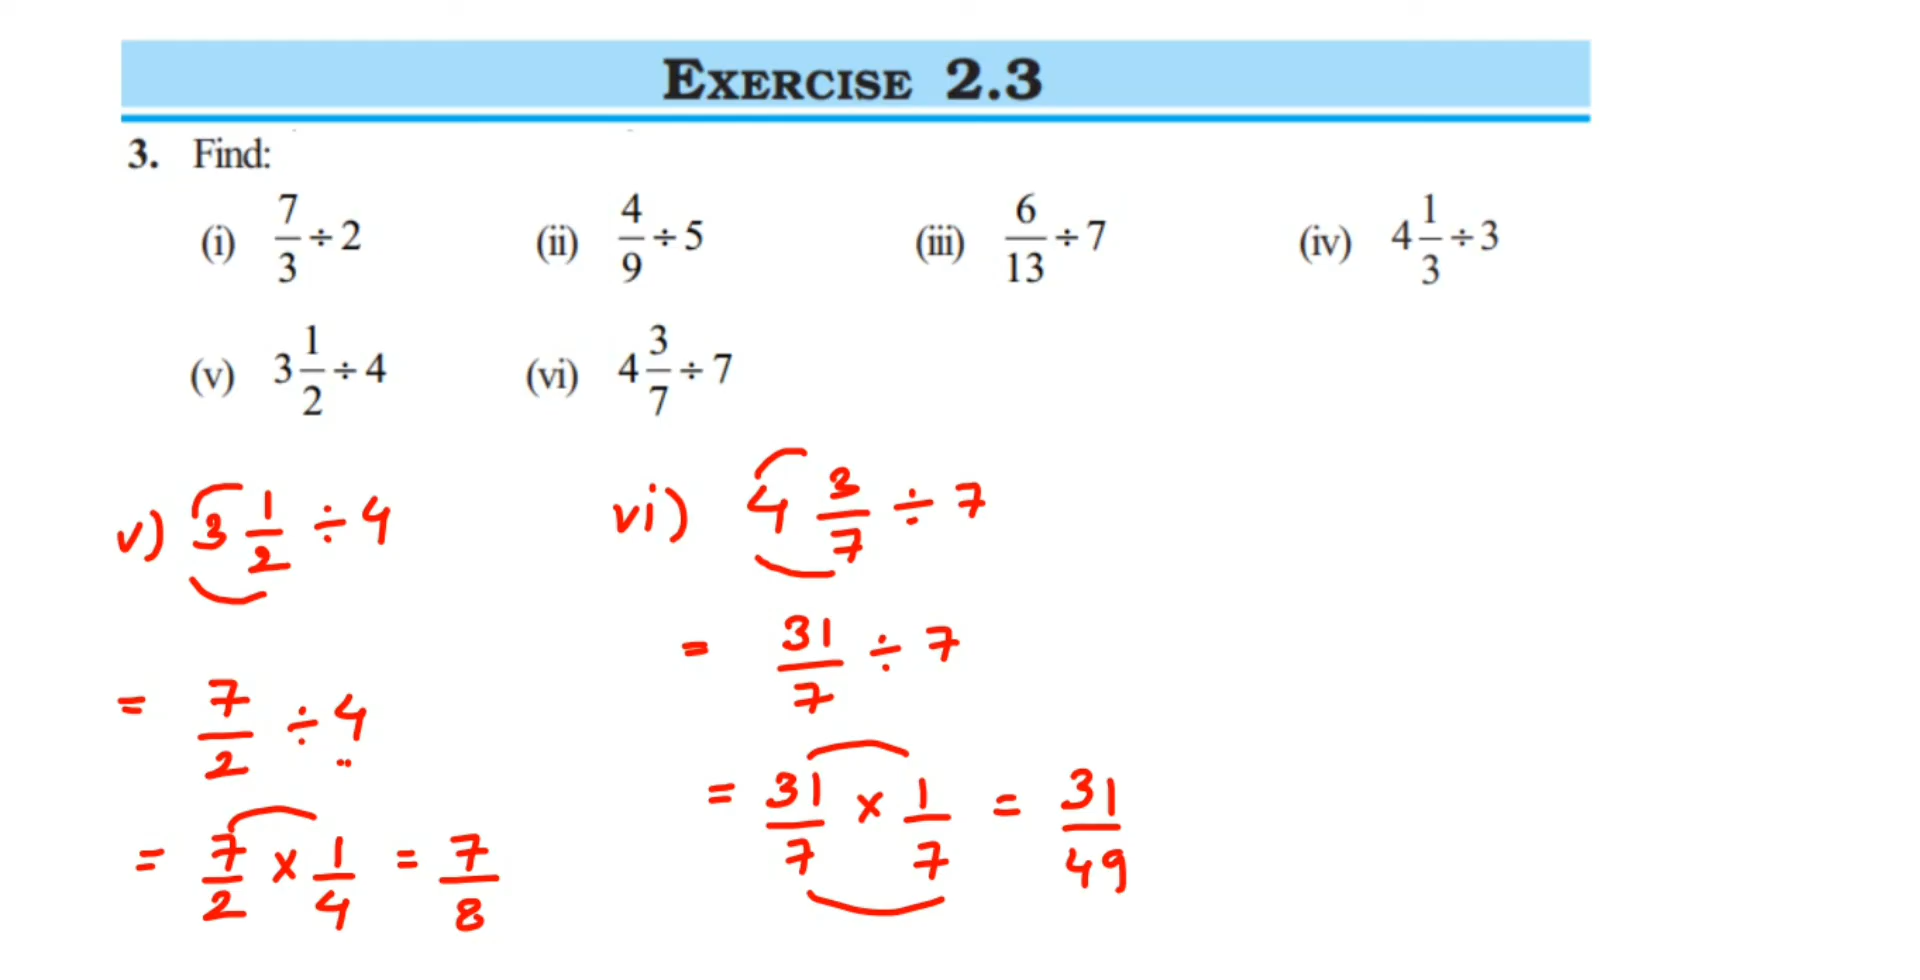 EXERCISE 2.3
3. Find:
(i) 7/3 ÷ 2 (ii) 4/9 ÷ 5 (iii) 6/13 ÷ 7 (iv) 4 1/3 ÷ 3
(v) 3 1/2 ÷ 4 (vi) 4 3/7 ÷ 7
v) 3 1/2 ÷ 4
= 7/2 ÷ 4
= 7/2 × 1/4 = 7/8
vi) 4 3/7 ÷ 7
= 31/7 ÷ 7
= 31/7 × 1/7 = 31/49